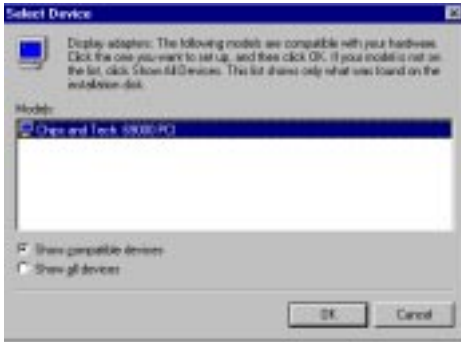 Select Device
Display adapters: The following models are compatible with your hardware.
Click the one you want to set up, and then click OK. If your model is not on
the list, click Show All Devices. This list shows only what was found on the
installation disk.
Models:
Chips and Tech. 69000 PCI
Show compatible devices
Show all devices
OK
Cancel